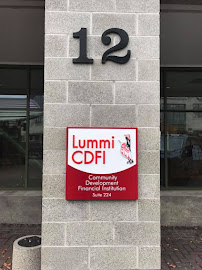 12
Lummi
CDFI
Community
Development
Financial Institution
Suite 224